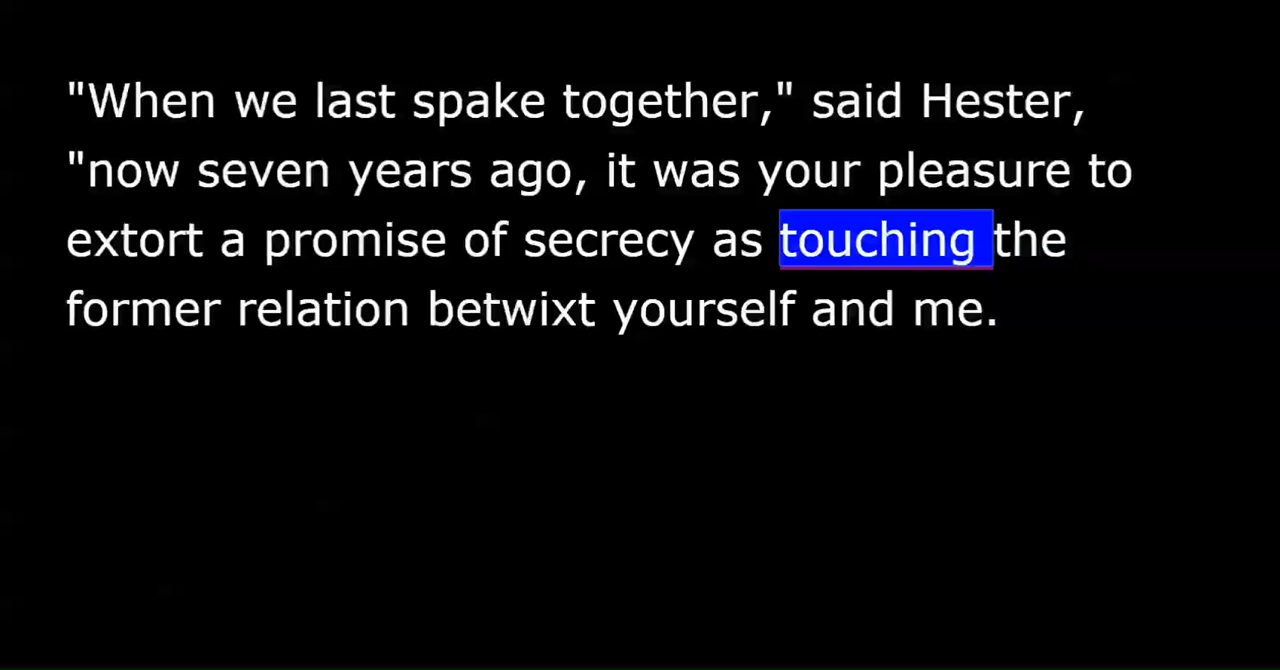 "When we last spake together," said Hester,
"now seven years ago, it was your pleasure to
extort a promise of secrecy as touching the
former relation betwixt yourself and me.